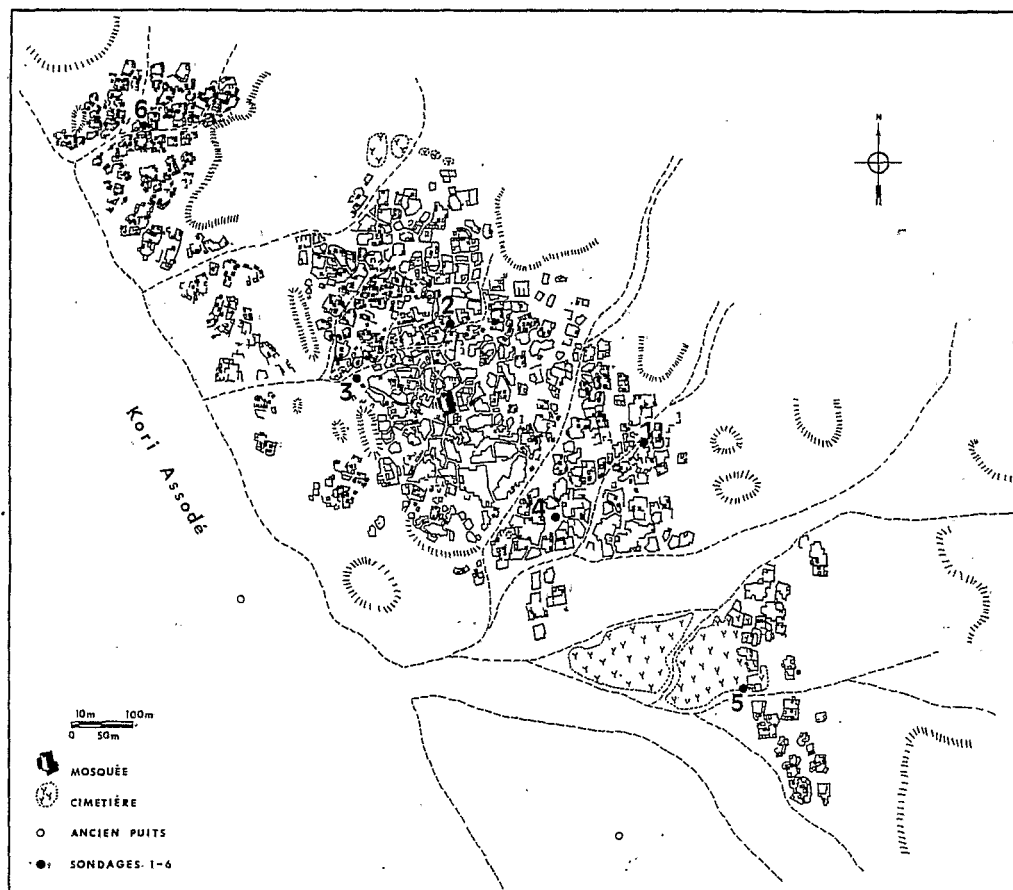 N
6
2
3
1
4
5
Kori Assodé
10m 100m
0 50m
MOSQUÉE
CIMETIÈRE
ANCIEN PUITS
SONDAGES 1-6